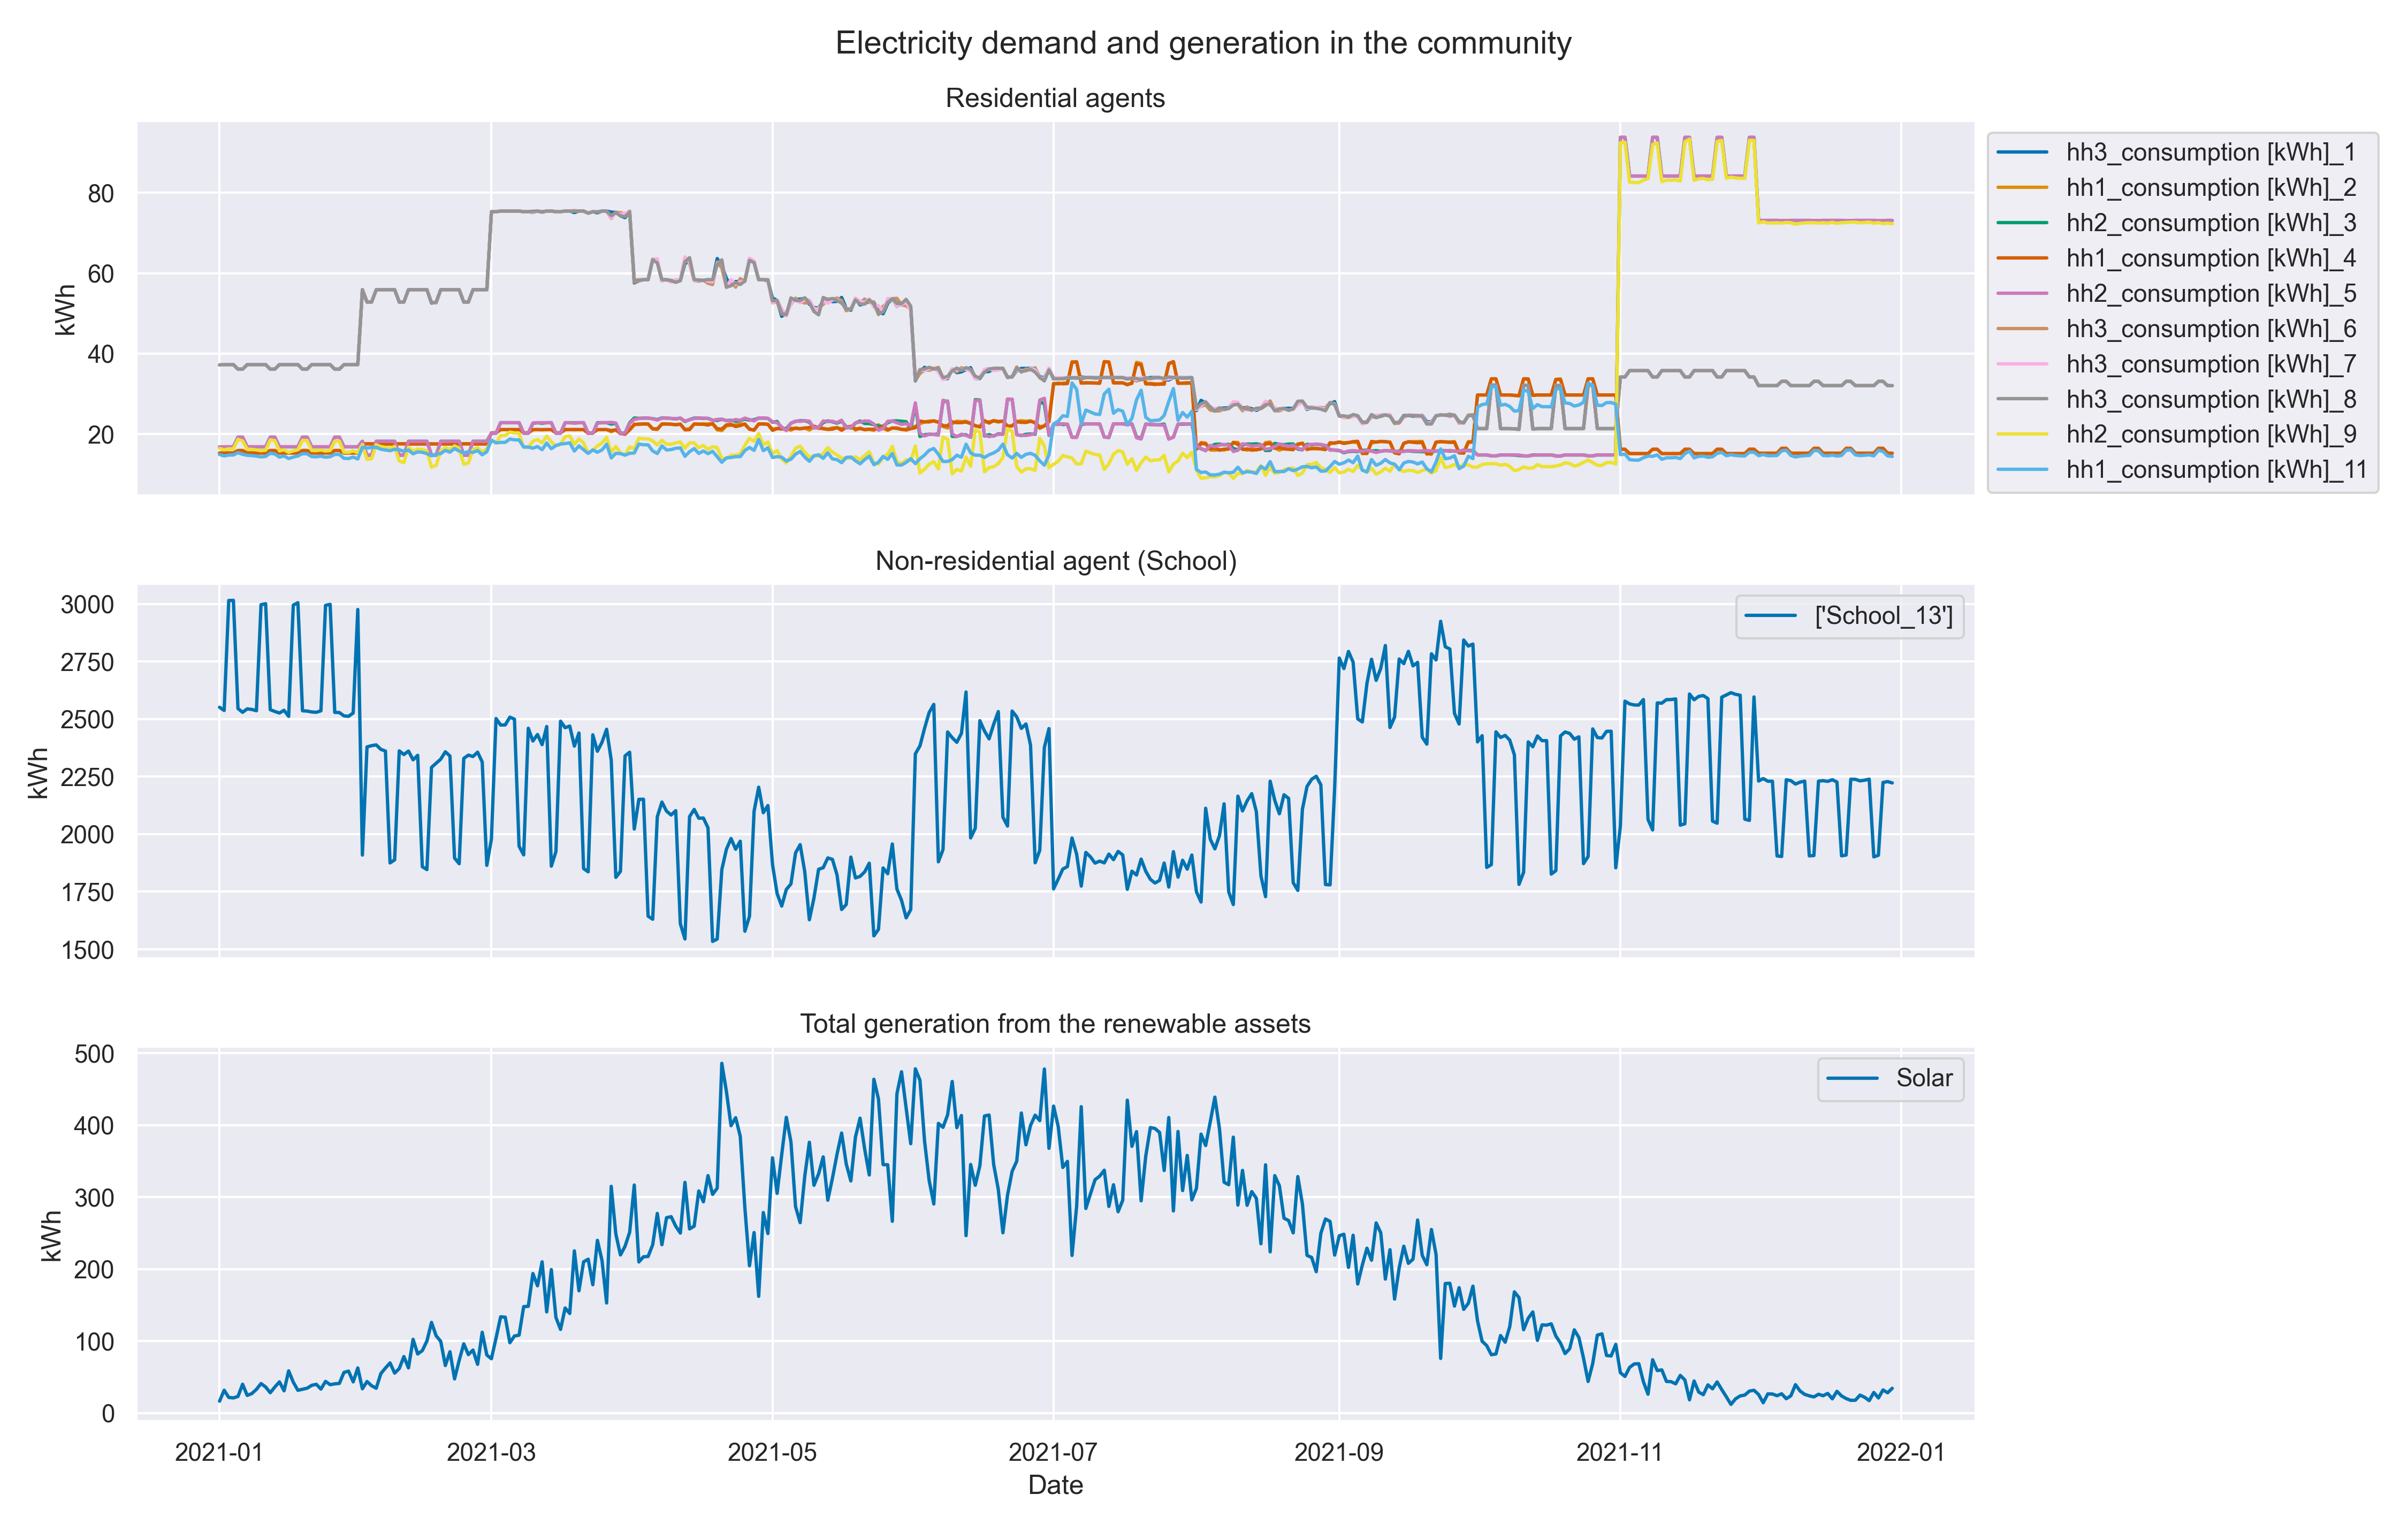 Electricity demand and generation in the community
Residential agents
kWh
80
60
40
20
hh3_consumption [kWh]_1
hh1_consumption [kWh]_2
hh2_consumption [kWh]_3
hh1_consumption [kWh]_4
hh2_consumption [kWh]_5
hh3_consumption [kWh]_6
hh3_consumption [kWh]_7
hh3_consumption [kWh]_8
hh2_consumption [kWh]_9
hh1_consumption [kWh]_11
Non-residential agent (School)
kWh
3000
2750
2500
2250
2000
1750
1500
['School_13']
Total generation from the renewable assets
kWh
500
400
300
200
100
0
Solar
2021-01 2021-03 2021-05 2021-07 2021-09 2021-11 2022-01
Date